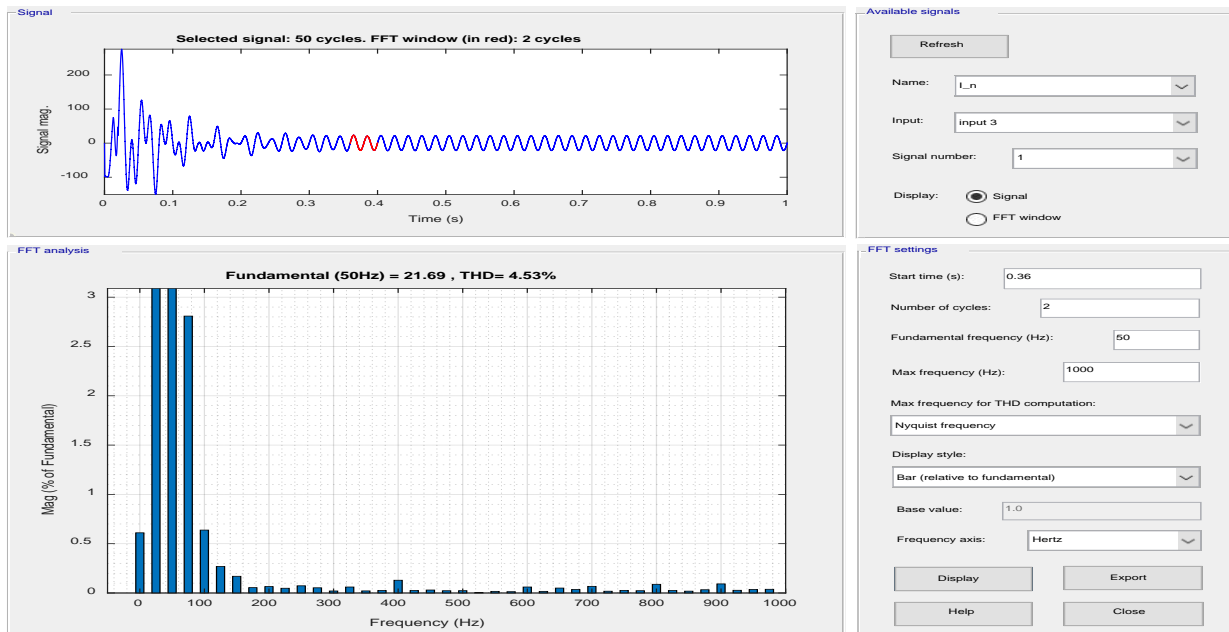 Signal
Selected signal: 50 cycles. FFT window (in red): 2 cycles
Signal mag.
200
100
0
-100
0 0.1 0.2 0.3 0.4 0.5 0.6 0.7 0.8 0.9 1
Time (s)
FFT analysis
Fundamental (50Hz) = 21.69 , THD= 4.53%
Mag (% of Fundamental)
3
2.5
2
1.5
1
0.5
0
0 100 200 300 400 500 600 700 800 900 1000
Frequency (Hz)
Available signals
Refresh
Name: I_n
Input: input 3
Signal number: 1
Display: Signal
FFT window
FFT settings
Start time (s): 0.36
Number of cycles: 2
Fundamental frequency (Hz): 50
Max frequency (Hz): 1000
Max frequency for THD computation:
Nyquist frequency
Display style:
Bar (relative to fundamental)
Base value: 1.0
Frequency axis: Hertz
Display Export
Help Close